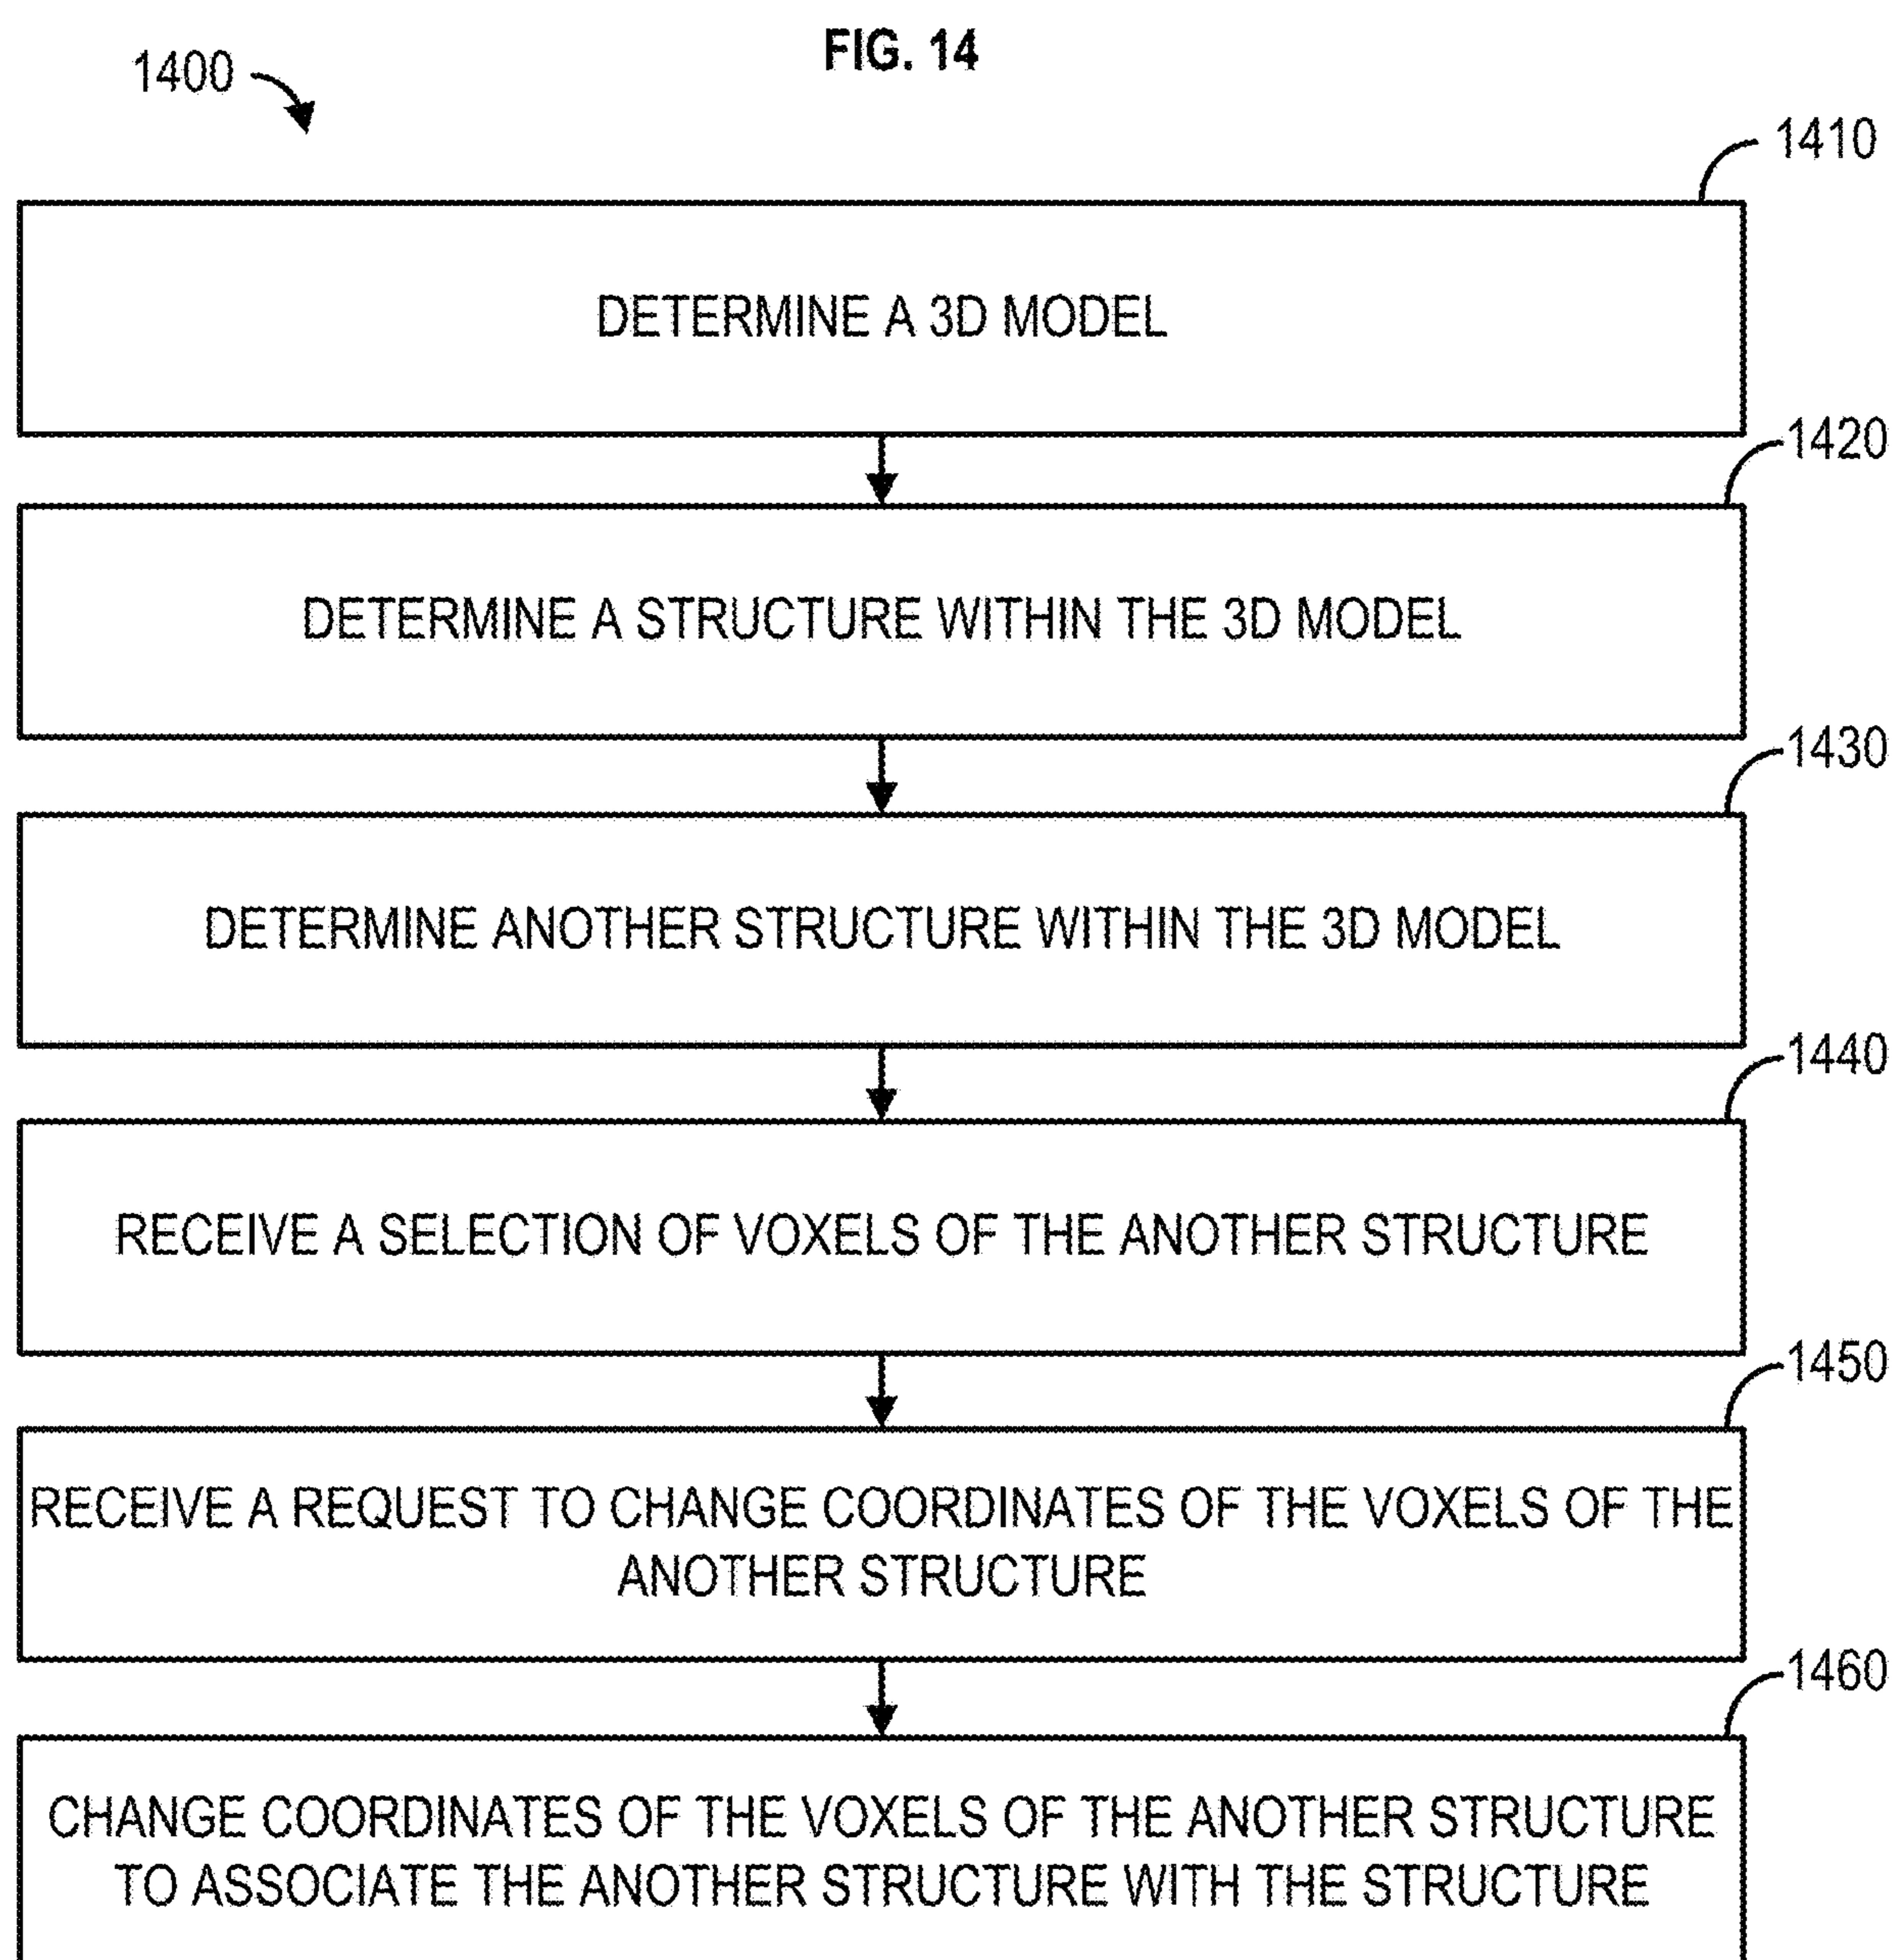 FIG. 14
1400
1410
DETERMINE A 3D MODEL
1420
DETERMINE A STRUCTURE WITHIN THE 3D MODEL
1430
DETERMINE ANOTHER STRUCTURE WITHIN THE 3D MODEL
1440
RECEIVE A SELECTION OF VOXELS OF THE ANOTHER STRUCTURE
1450
RECEIVE A REQUEST TO CHANGE COORDINATES OF THE VOXELS OF THE
ANOTHER STRUCTURE
1460
CHANGE COORDINATES OF THE VOXELS OF THE ANOTHER STRUCTURE
TO ASSOCIATE THE ANOTHER STRUCTURE WITH THE STRUCTURE